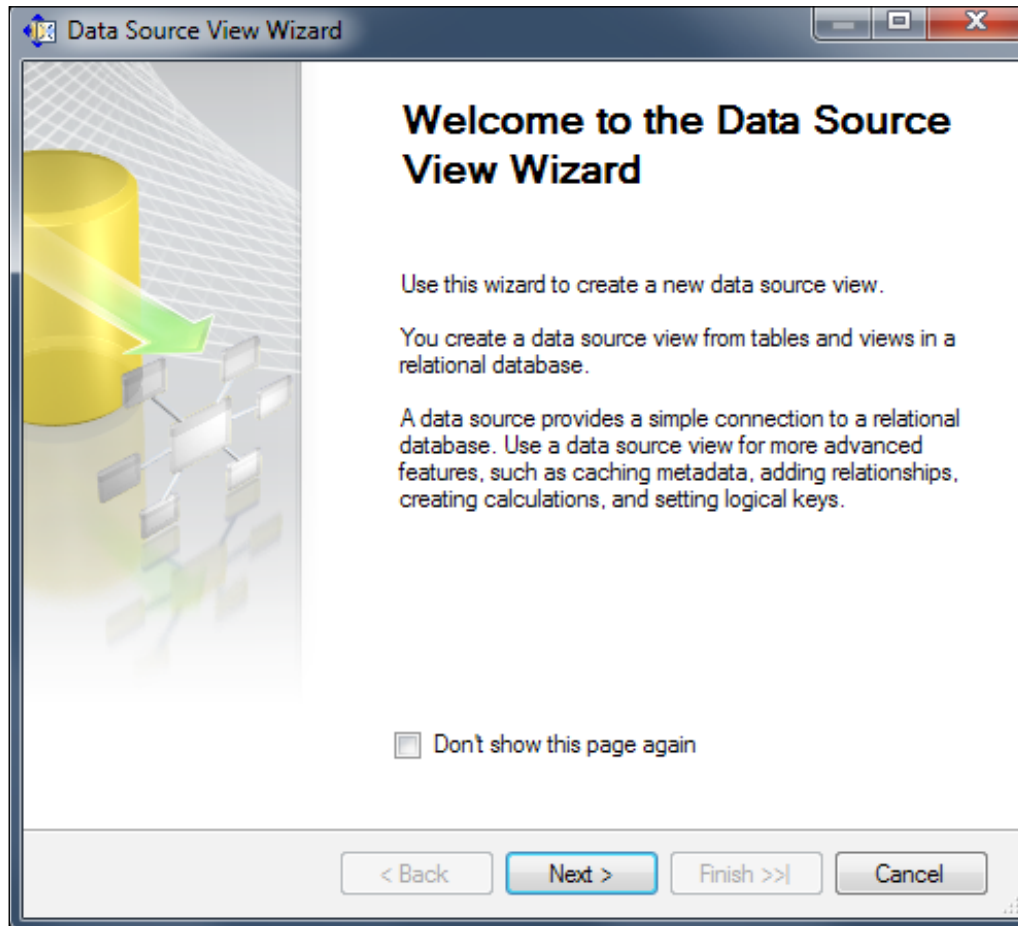 Data Source View Wizard
Welcome to the Data Source
View Wizard
Use this wizard to create a new data source view.
You create a data source view from tables and views in a
relational database.
A data source provides a simple connection to a relational
database. Use a data source view for more advanced
features, such as caching metadata, adding relationships,
creating calculations, and setting logical keys.
Don't show this page again
< Back Next > Finish >>| Cancel